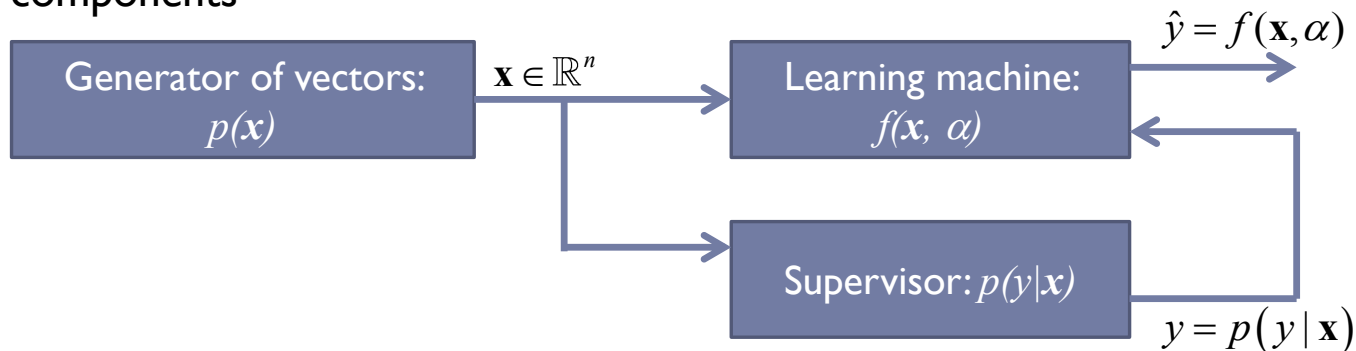 components
Generator of vectors:
p(x)
x ∈ ℝⁿ
Learning machine:
f(x, α)
ŷ = f(x, α)
Supervisor: p(y|x)
y = p(y | x)